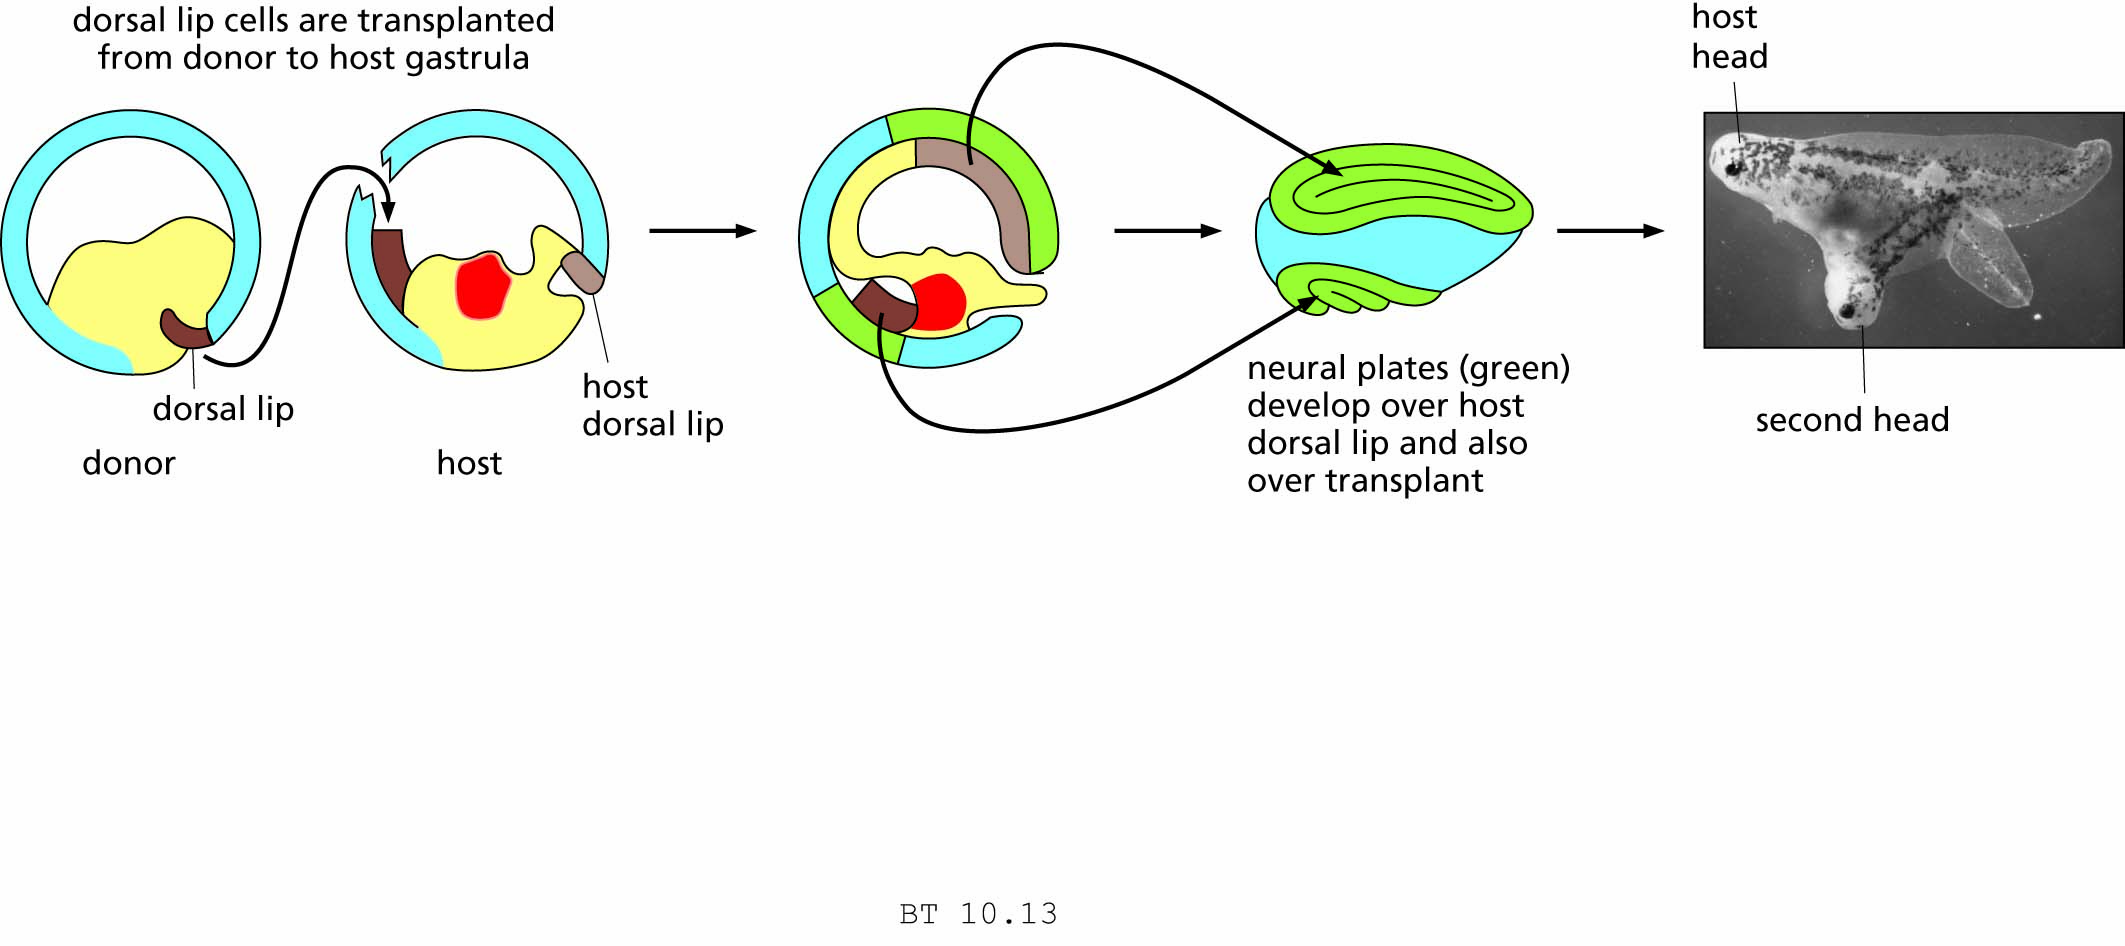 dorsal lip cells are transplanted
from donor to host gastrula
dorsal lip
donor
host
dorsal lip
host
neural plates (green)
develop over host
dorsal lip and also
over transplant
host
head
second head
BT 10.13